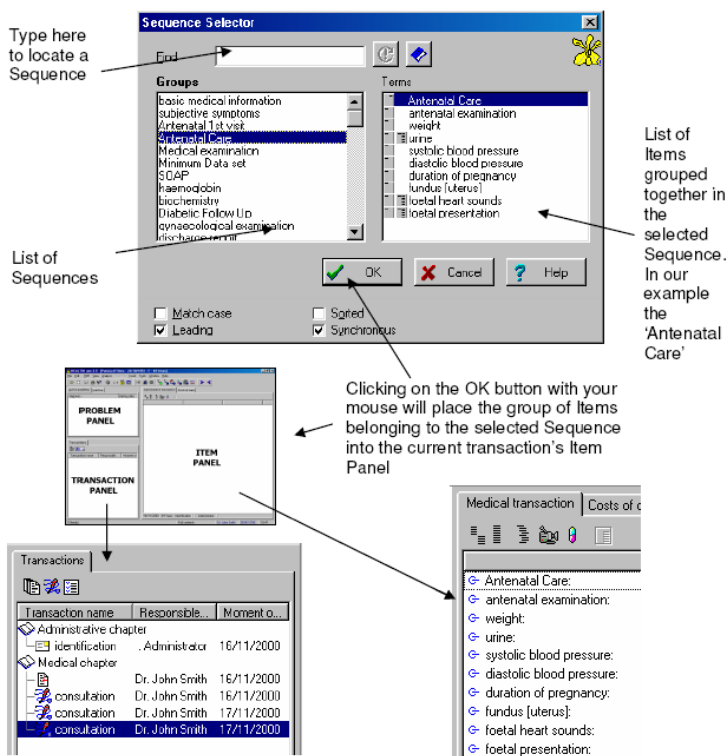 Sequence Selector
Type here
to locate a
Sequence
Find
Groups
basic medical information
subjective symptoms
Antenatal 1st visit
Antenatal Care
Medical examination
Minimum Data set
SOAP
haemoglobin
biochemistry
Diabetic Follow Up
gynaecological examination
discharge report
Terms
Antenatal Care
antenatal examination
weight
urine
systolic blood pressure
diastolic blood pressure
duration of pregnancy
fundus [uterus]
foetal heart sounds
foetal presentation
List of
Items
grouped
together in
the
selected
Sequence.
In our
example
the
‘Antenatal
Care’
List of
Sequences
OK
Cancel
Help
Match case
Leading
Sorted
Synchronous
Clicking on the OK button with your
mouse will place the group of Items
belonging to the selected Sequence
into the current transaction’s Item
Panel
PROBLEM
PANEL
ITEM
PANEL
TRANSACTION
PANEL
Transactions
Transaction name Responsible... Moment o...
Administrative chapter
identification . Administrator 16/11/2000
Medical chapter
Dr. John Smith 16/11/2000
consultation Dr. John Smith 16/11/2000
consultation Dr. John Smith 17/11/2000
consultation Dr. John Smith 17/11/2000
Medical transaction Costs of
Antenatal Care:
antenatal examination:
weight:
urine:
systolic blood pressure:
diastolic blood pressure:
duration of pregnancy:
fundus [uterus]:
foetal heart sounds:
foetal presentation: